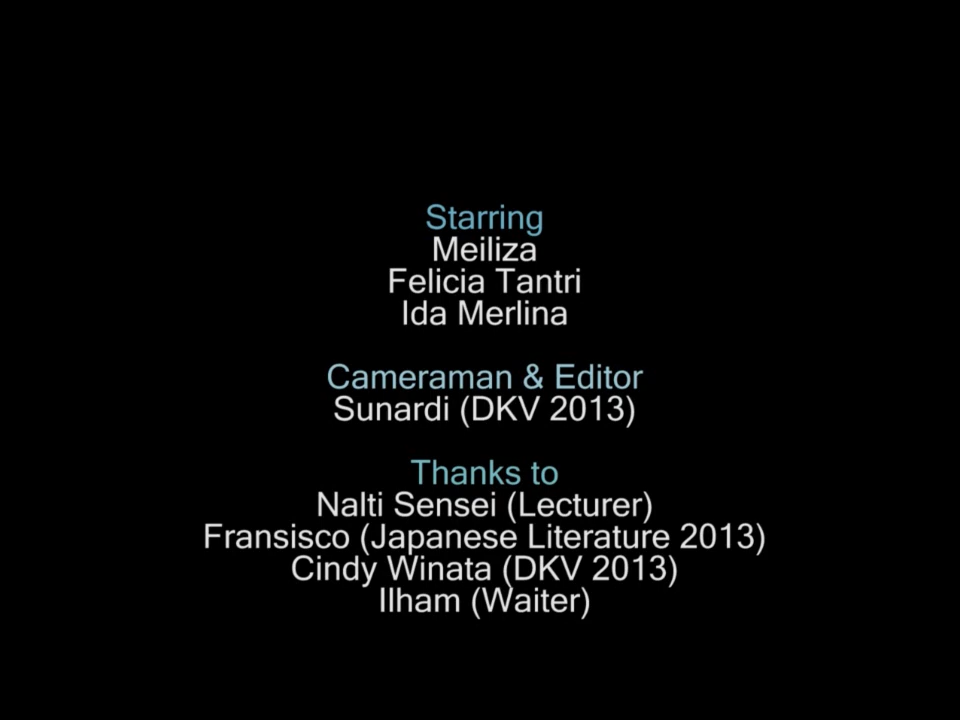 Starring
Meiliza
Felicia Tantri
Ida Merlina
Cameraman & Editor
Sunardi (DKV 2013)
Thanks to
Nalti Sensei (Lecturer)
Fransisco (Japanese Literature 2013)
Cindy Winata (DKV 2013)
Ilham (Waiter)